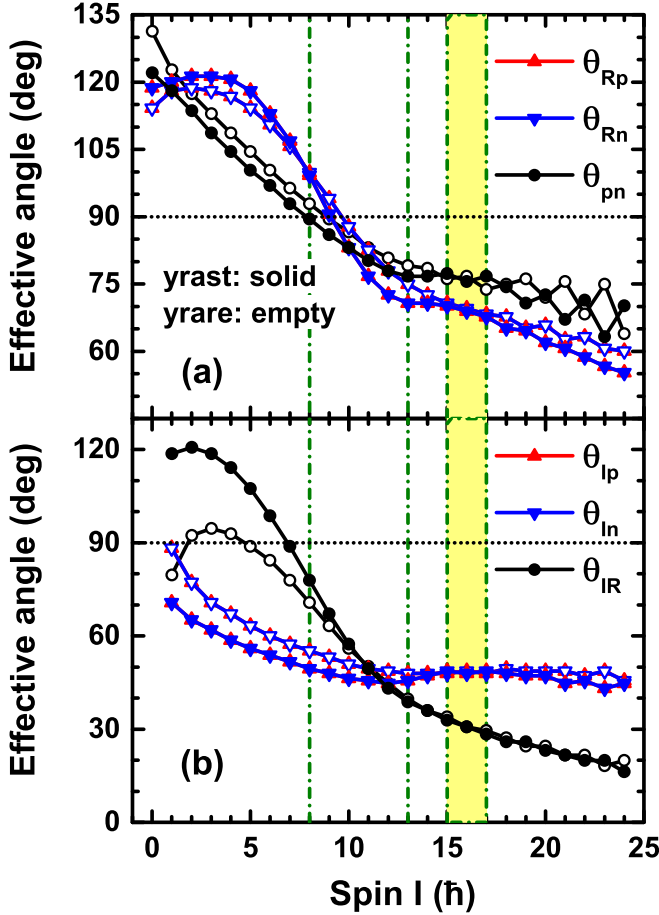 135
120
105
90
75
60
Effective angle (deg)
θRp
θRn
θpn
yrast: solid
yrare: empty
(a)
120
90
60
30
0
Effective angle (deg)
θIp
θIn
θIR
(b)
0 5 10 15 20 25
Spin I (ħ)